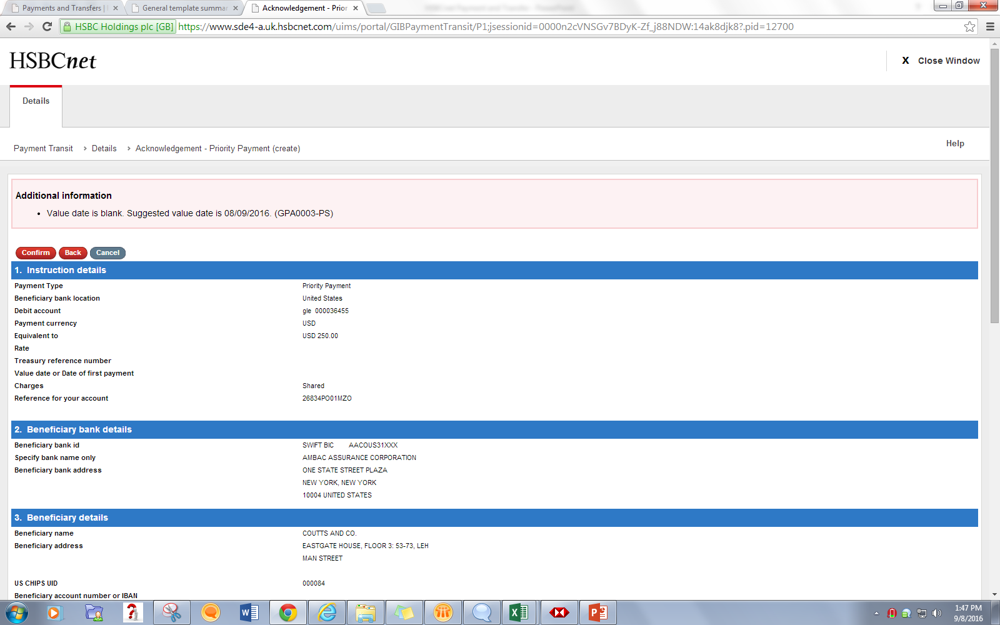 Payments and Transfers |
General template summar
Acknowledgement - Prior
HSBC Holdings plc [GB] https://www.sde4-a.uk.hsbcnet.com/uims/portal/GIBPaymentTransit/P1;jsessionid=0000n2cVNSGv7BDyK-Zf_j88NDW:14ak8djk8?.pid=12700
HSBCnet
X Close Window
Details
Payment Transit › Details › Acknowledgement - Priority Payment (create)
Help
Additional information
• Value date is blank. Suggested value date is 08/09/2016. (GPA0003-PS)
Confirm Back Cancel
1. Instruction details
Payment Type Priority Payment
Beneficiary bank location United States
Debit account gle 000036455
Payment currency USD
Equivalent to USD 250.00
Rate
Treasury reference number
Value date or Date of first payment
Charges Shared
Reference for your account 26834PO01MZO
2. Beneficiary bank details
Beneficiary bank id SWIFT BIC AACOUS31XXX
Specify bank name only AMBAC ASSURANCE CORPORATION
Beneficiary bank address ONE STATE STREET PLAZA
NEW YORK, NEW YORK
10004 UNITED STATES
3. Beneficiary details
Beneficiary name COUTTS AND CO.
Beneficiary address EASTGATE HOUSE, FLOOR 3: 53-73, LEH
MAN STREET
US CHIPS UID 000084
Beneficiary account number or IBAN
1:47 PM
9/8/2016